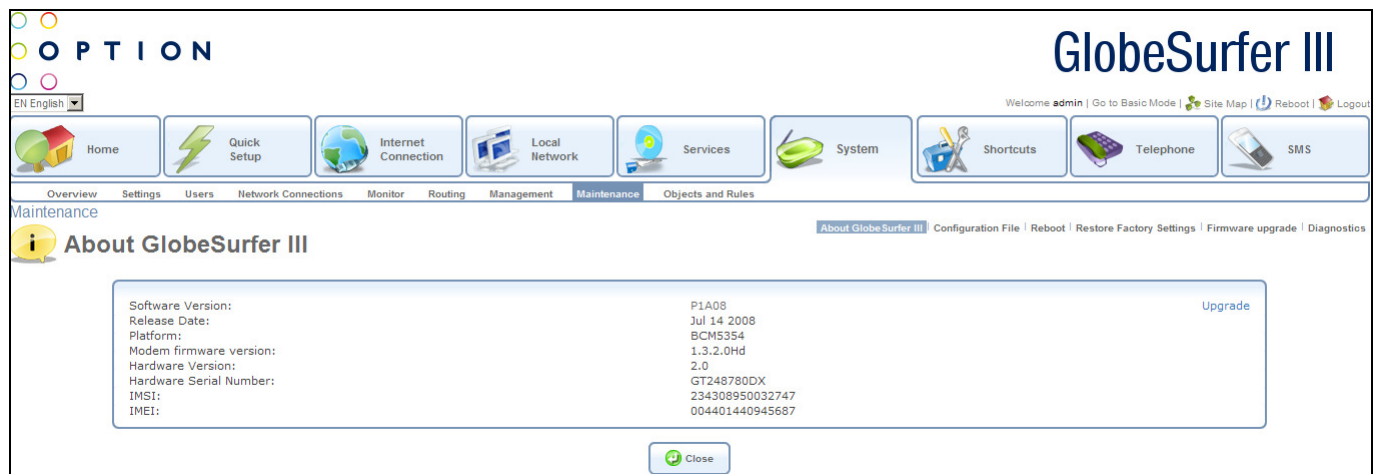 OPTION
GlobeSurfer III
EN English
Welcome admin | Go to Basic Mode | Site Map | Reboot | Logout
Home
Quick Setup
Internet Connection
Local Network
Services
System
Shortcuts
Telephone
SMS
Overview Settings Users Network Connections Monitor Routing Management Maintenance Objects and Rules
Maintenance
About GlobeSurfer III | Configuration File | Reboot | Restore Factory Settings | Firmware upgrade | Diagnostics
i About GlobeSurfer III
Software Version: P1A08 Upgrade
Release Date: Jul 14 2008
Platform: BCM5354
Modem firmware version: 1.3.2.0Hd
Hardware Version: 2.0
Hardware Serial Number: GT248780DX
IMSI: 234308950032747
IMEI: 004401440945687
Close